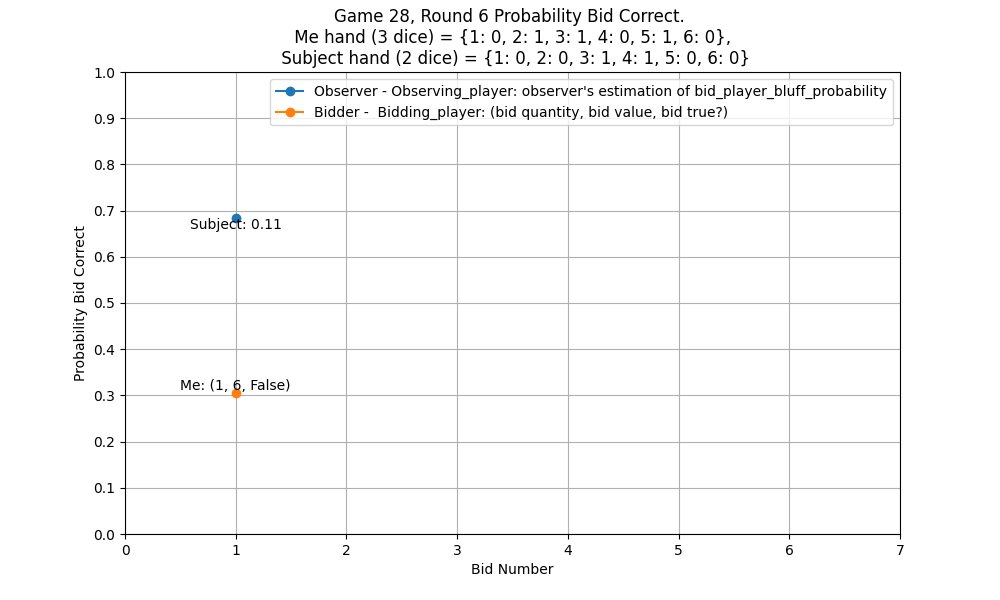 Game 28, Round 6 Probability Bid Correct.
Me hand (3 dice) = {1: 0, 2: 1, 3: 1, 4: 0, 5: 1, 6: 0},
Subject hand (2 dice) = {1: 0, 2: 0, 3: 1, 4: 1, 5: 0, 6: 0}
Observer - Observing_player: observer's estimation of bid_player_bluff_probability
Bidder -  Bidding_player: (bid quantity, bid value, bid true?)
1.0
0.9
0.8
0.7
0.6
0.5
0.4
0.3
0.2
0.1
0.0
Probability Bid Correct
Subject: 0.11
Me: (1, 6, False)
0 1 2 3 4 5 6 7
Bid Number